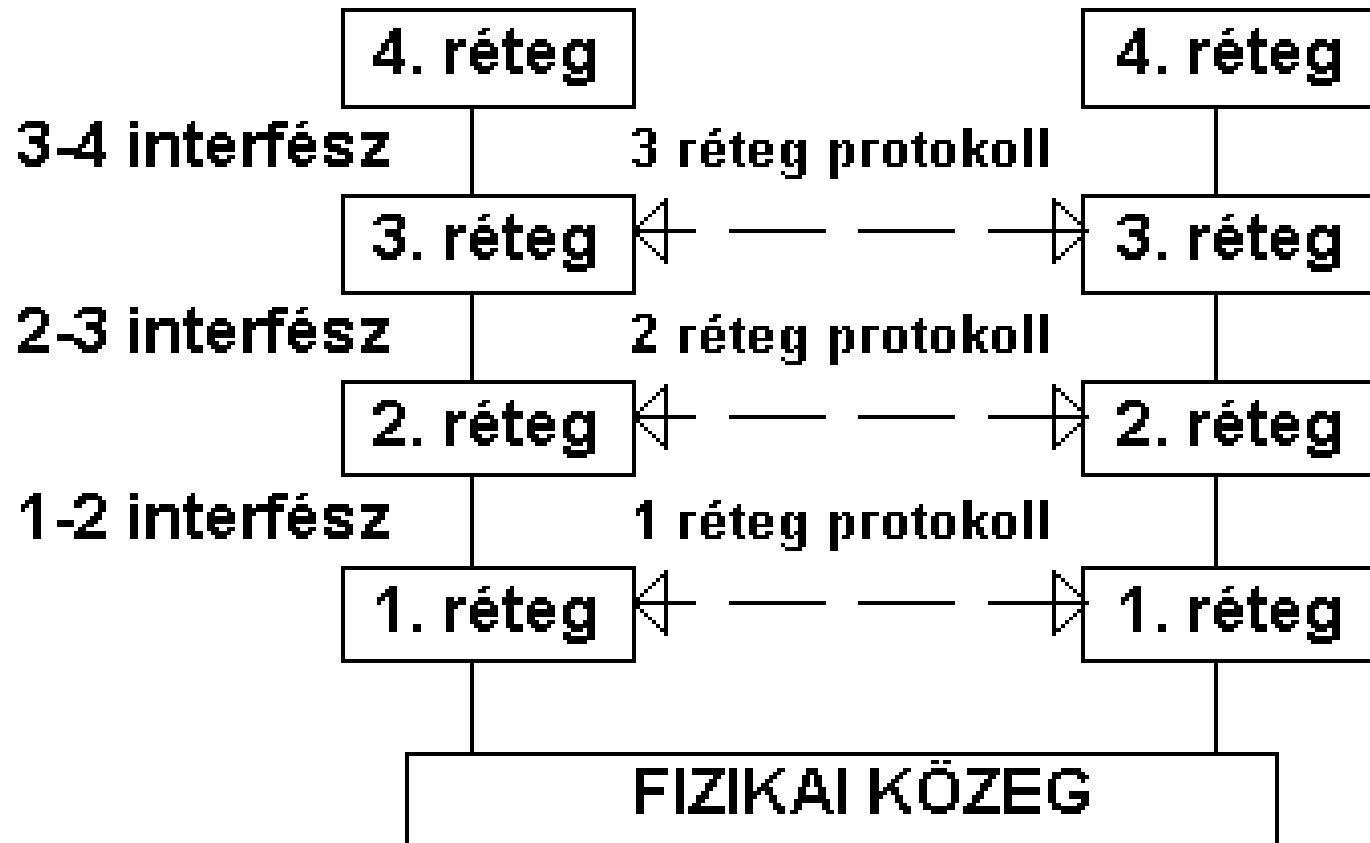 4. réteg
4. réteg
3-4 interfész
3 réteg protokoll
3. réteg
3. réteg
2-3 interfész
2 réteg protokoll
2. réteg
2. réteg
1-2 interfész
1 réteg protokoll
1. réteg
1. réteg
FIZIKAI KÖZEG